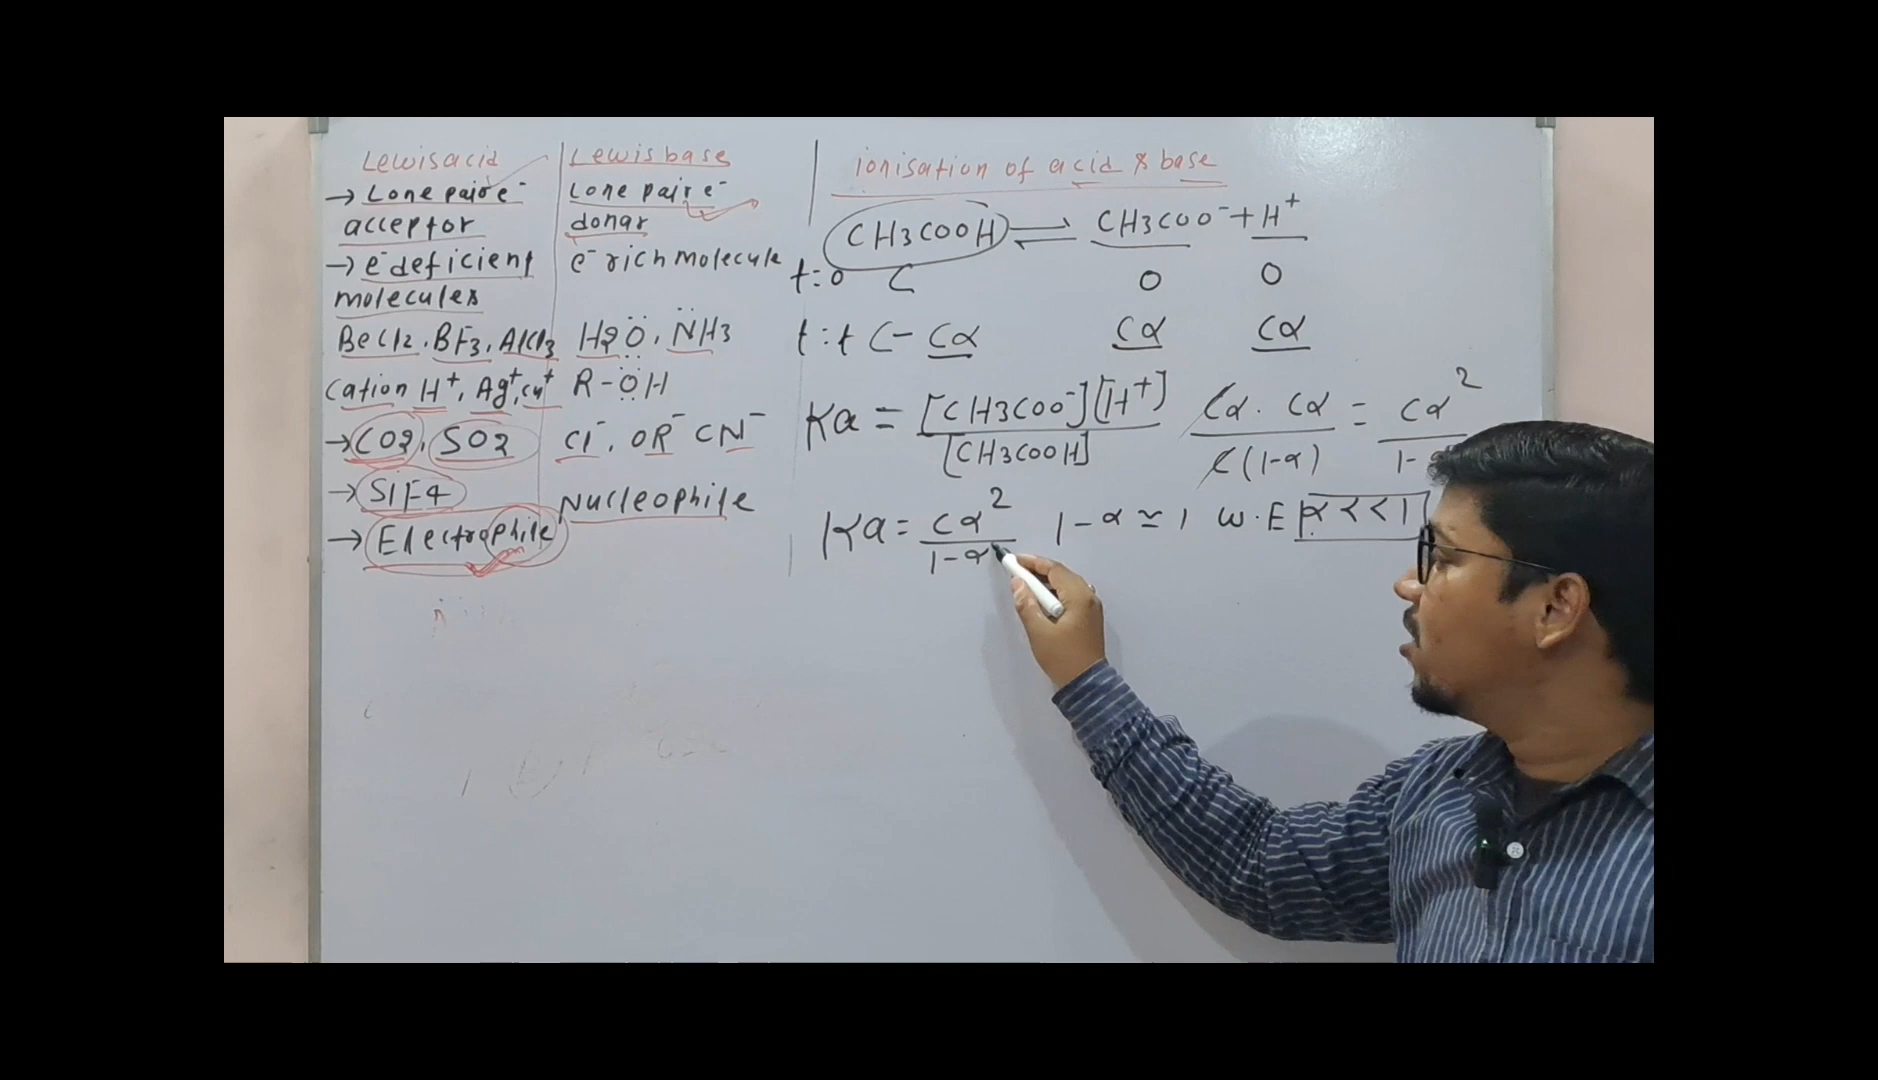 Lewis acid
→ Lone pair e⁻
acceptor
→ e⁻ deficient
molecules
BeCl2, BF3, AlCl3
Cation H⁺, Ag⁺, Cu⁺
→ CO2, SO2
→ SiF4
→ Electrophile
Lewis base
Lone pair e⁻
donar
e⁻ rich molecule
H2O, NH3
R-OH
Cl⁻, OR⁻ CN⁻
Nucleophile
ionisation of acid & base
CH3COOH ⇌ CH3COO⁻ + H⁺
t=0 C 0 0
t=t C-Cα Cα Cα
Ka = [CH3COO⁻][H⁺] / [CH3COOH] Cα. Cα / C(1-α) = Cα² / 1-
Ka = Cα² / 1-α 1-α ≃ 1 W.E α<<<1